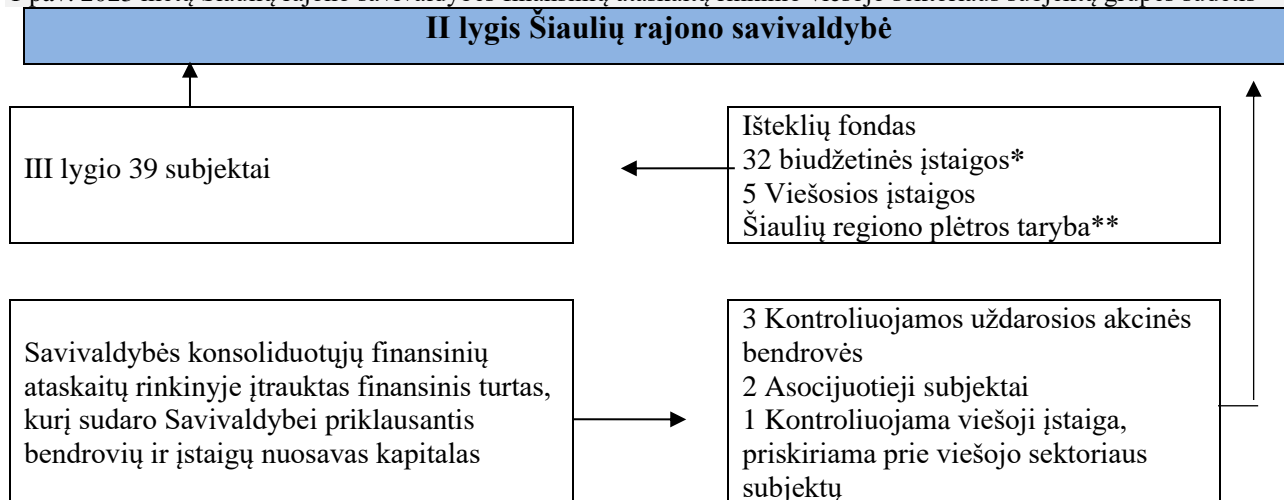 II lygis Šiaulių rajono savivaldybė
III lygio 39 subjektai
Išteklių fondas
32 biudžetinės įstaigos*
5 Viešosios įstaigos
Šiaulių regiono plėtros taryba**
Savivaldybės konsoliduotųjų finansinių
ataskaitų rinkinyje įtrauktas finansinis turtas,
kurį sudaro Savivaldybei priklausantis
bendrovių ir įstaigų nuosavas kapitalas
3 Kontroliuojamos uždarosios akcinės
bendrovės
2 Asocijuotieji subjektai
1 Kontroliuojama viešoji įstaiga,
priskiriama prie viešojo sektoriaus
subjektų